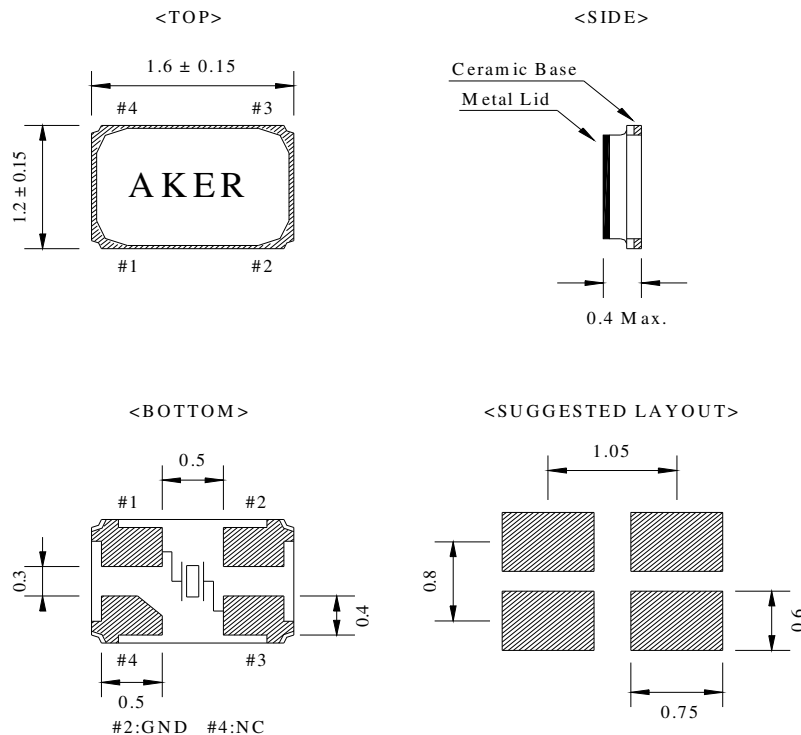 <TOP>
1.6 ± 0.15
#4 #3
1.2 ± 0.15
AKER
#1 #2
<SIDE>
Ceramic Base
Metal Lid
0.4 Max.
<BOTTOM>
0.5
#1 #2
0.3
0.4
#4 #3
0.5
#2:GND #4:NC
<SUGGESTED LAYOUT>
1.05
0.8
0.6
0.75